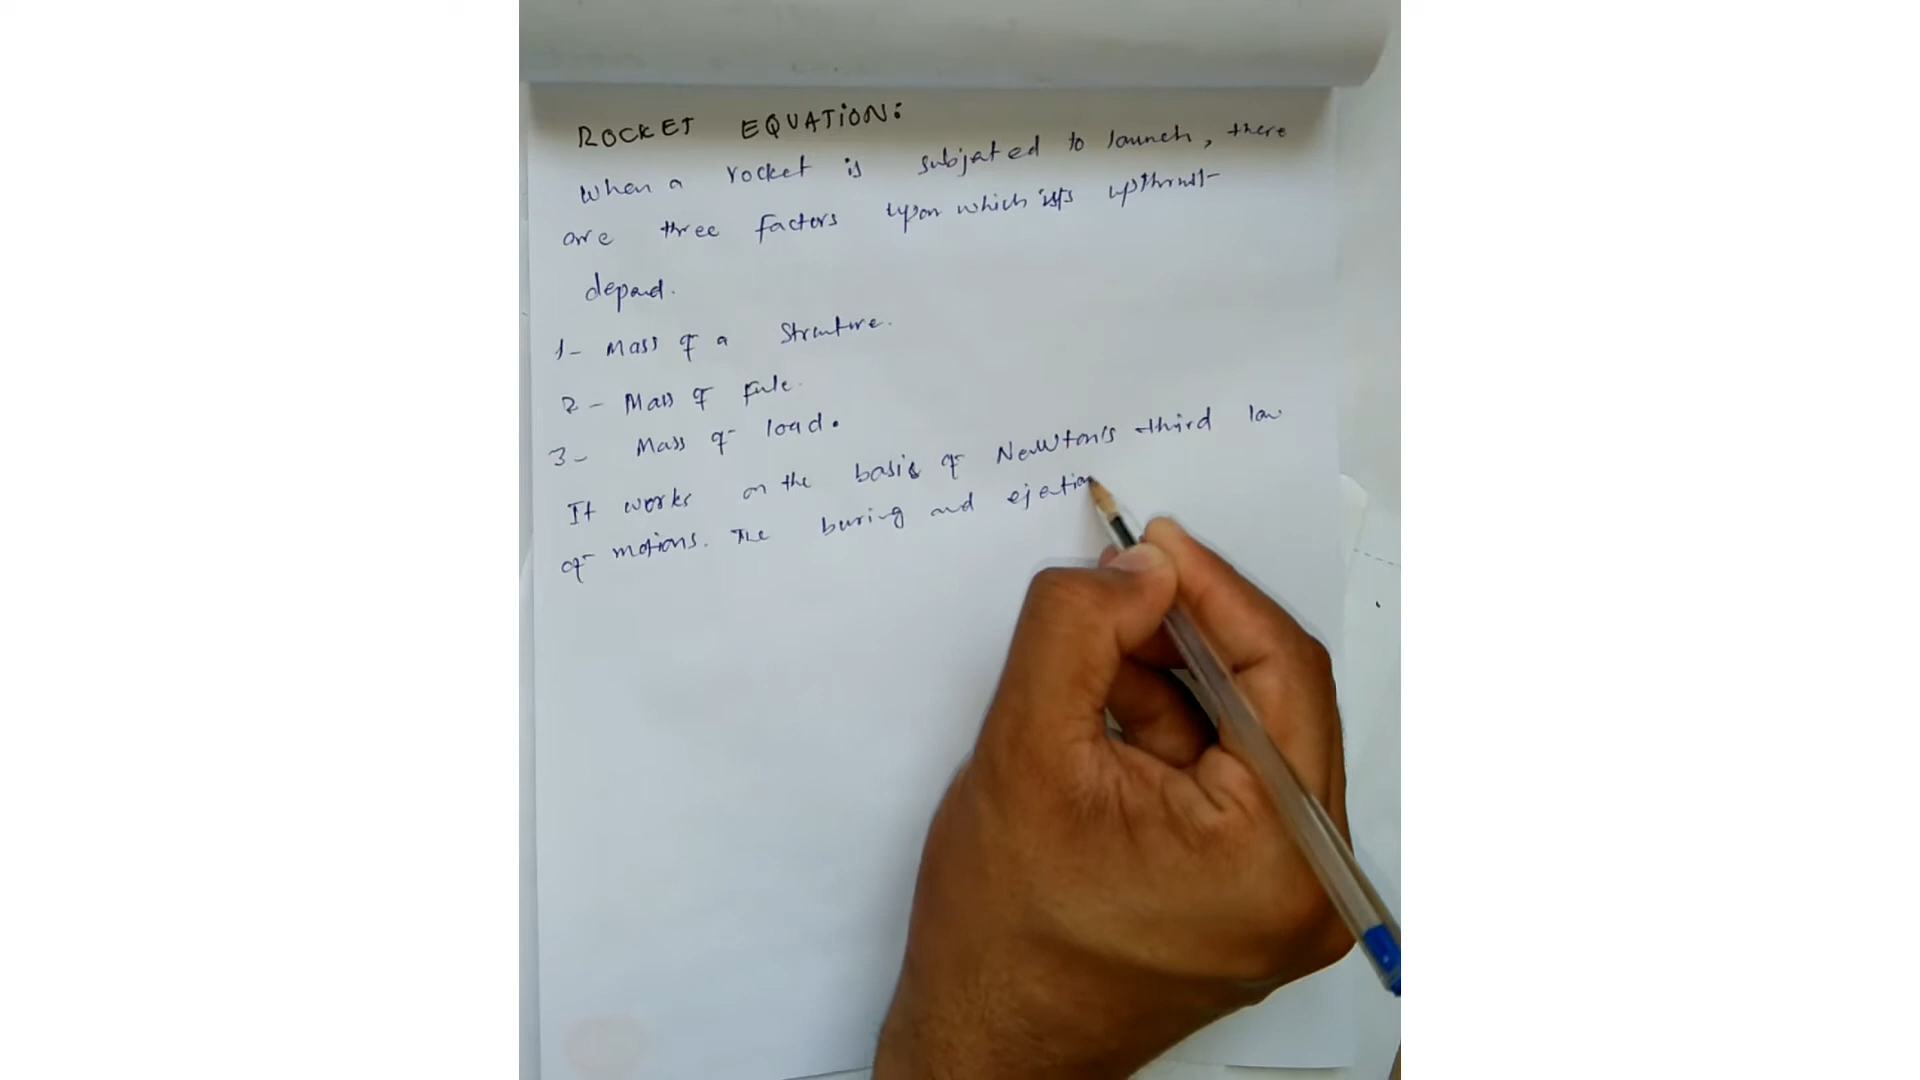 ROCKET EQUATION:
when a rocket is subjated to launch, there
are three factors upon which its upthrust
depend.
1- Mass of a Structure.
2- Mass of fule.
3- Mass of load.
It works on the basis of Newton's third law
of motions. The buring and ejection